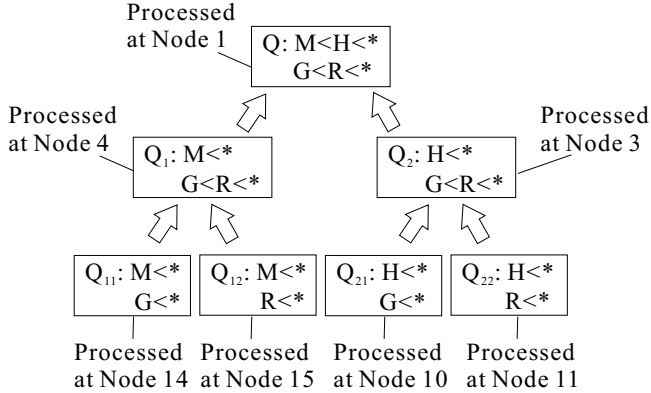 Processed
at Node 1
Q: M<H<*
G<R<*
Processed
at Node 4
Q₁: M<*
G<R<*
Q₂: H<*
G<R<*
Processed
at Node 3
Q₁₁: M<*
G<*
Q₁₂: M<*
R<*
Q₂₁: H<*
G<*
Q₂₂: H<*
R<*
Processed
at Node 14
Processed
at Node 15
Processed
at Node 10
Processed
at Node 11